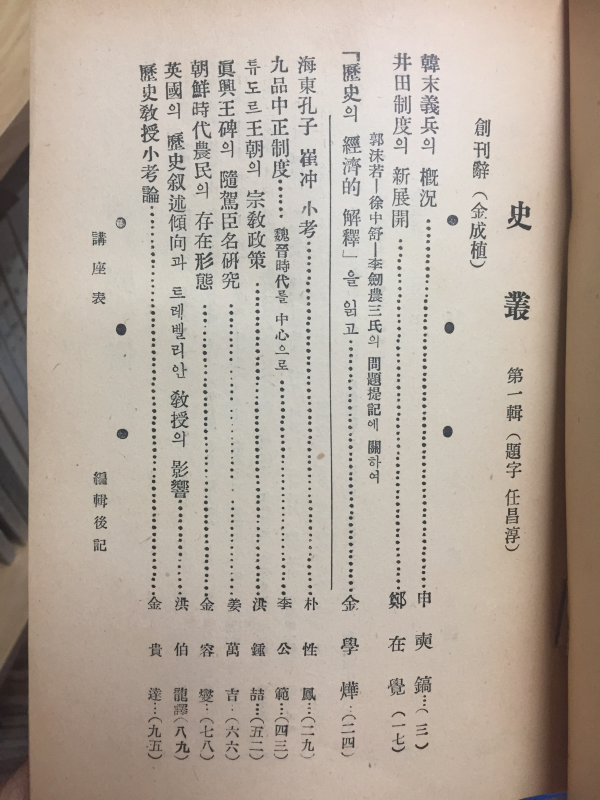 史叢 第一輯(題字 任昌淳)
創刊辭(金成植)
韓末義兵의 槪況……申奭鎬…(三)
井田制度의 新展開……鄭在覺(一七)
郭沫若—徐中舒—李劒農三氏의 問題提記에 關하여
「歷史의 經濟的 解釋」을 읽고……金學燁…(二四)
海東孔子 崔冲 小考……朴性鳳…(二九)
九品中正制度…… 魏晉時代를 中心으로……李公範…(四三)
튜도르王朝의 宗敎政策……洪鍾喆…(五二)
眞興王碑의 隨駕臣名硏究……姜萬吉…(六六)
朝鮮時代農民의 存在形態……金容燮…(七八)
英國의 歷史叙述傾向과 트레벨리안 敎授의 影響……洪伯龍譯(八九)
歷史敎授小考論……金貴達…(九五)
講座表
編輯後記